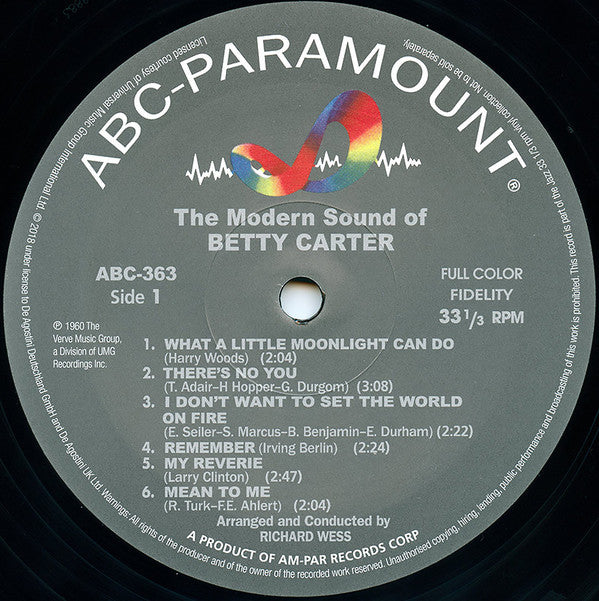 ABC-PARAMOUNT®
The Modern Sound of
BETTY CARTER
ABC-363
Side 1
FULL COLOR
FIDELITY
33 1/3 RPM
℗ 1960 The
Verve Music Group,
a Division of UMG
Recordings Inc.
1. WHAT A LITTLE MOONLIGHT CAN DO
(Harry Woods) (2:04)
2. THERE'S NO YOU
(T. Adair–H Hopper–G. Durgom) (3:08)
3. I DON'T WANT TO SET THE WORLD
ON FIRE
(E. Seiler–S. Marcus–B. Benjamin–E. Durham) (2:22)
4. REMEMBER (Irving Berlin) (2:24)
5. MY REVERIE
(Larry Clinton) (2:47)
6. MEAN TO ME
(R. Turk–F.E. Ahlert) (2:04)
Arranged and Conducted by
RICHARD WESS
A PRODUCT OF AM-PAR RECORDS CORP
Licensed courtesy of Universal Music Group International Ltd. © 2018 under license to De Agostini Deutschland GmbH and De Agostini UK Ltd. Warnings: All rights of the producer and of the owner of the recorded work reserved. Unauthorised copying, hiring, lending, public performance and broadcasting of this work is prohibited. This record is part of the Jazz 33 1/3 rpm vinyl collection. Not to be sold separately.